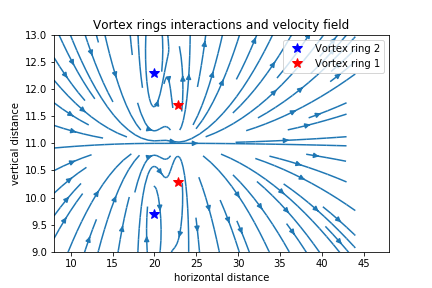 Vortex rings interactions and velocity field
Vortex ring 2
Vortex ring 1
vertical distance
13.0
12.5
12.0
11.5
11.0
10.5
10.0
9.5
9.0
10 15 20 25 30 35 40 45
horizontal distance